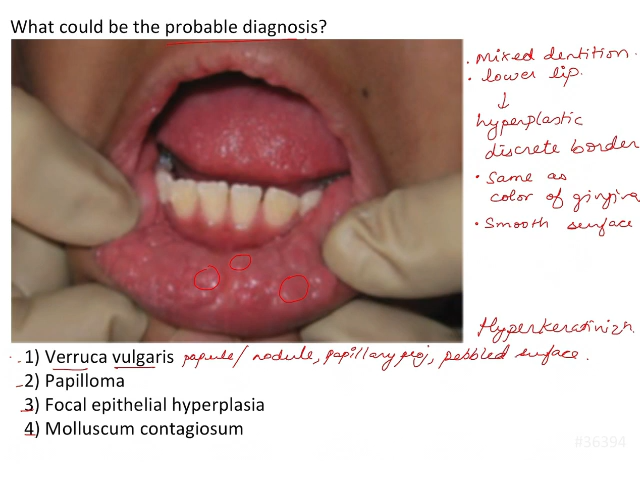 What could be the probable diagnosis?
. mixed dentition.
• lower lip.
↓
hyperplastic
discrete border
• Same as
color of gingiva
• Smooth surface
Hyperkeratinizn.
1) Verruca vulgaris papule/nodule, papillary proj, pebbled surface.
2) Papilloma
3) Focal epithelial hyperplasia
4) Molluscum contagiosum
#36394